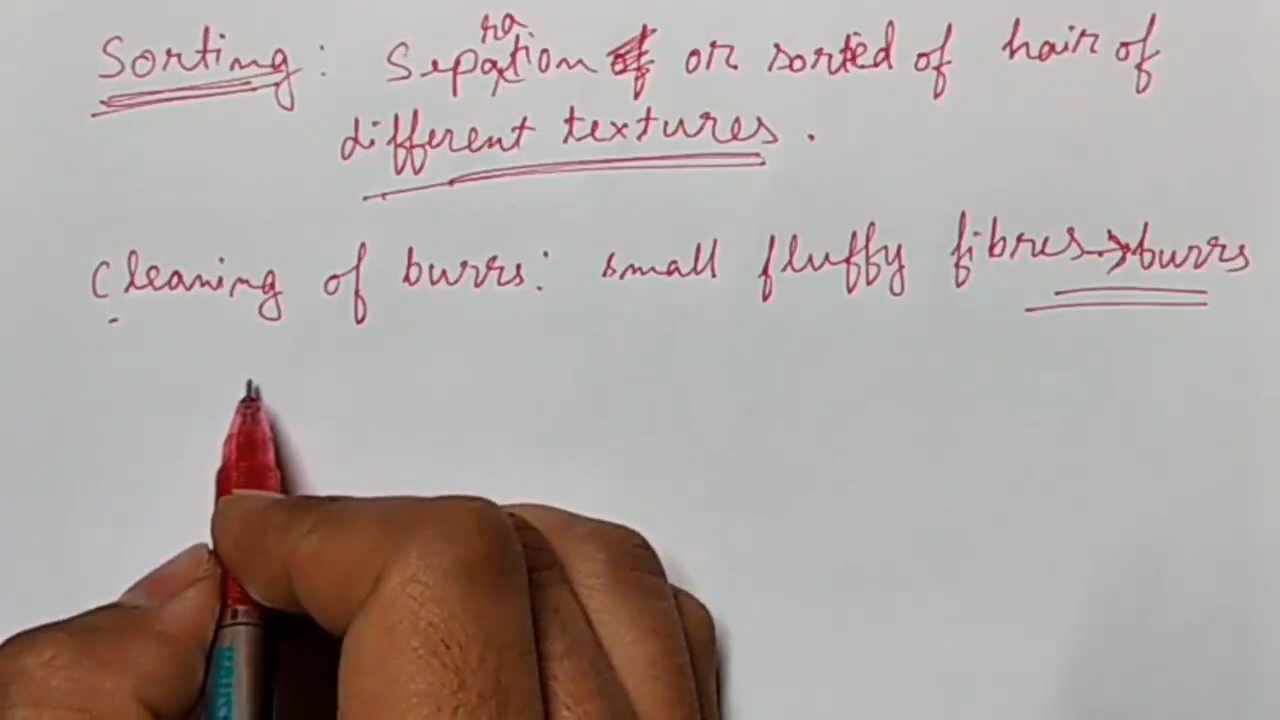 Sorting: Separation or sorted of hair of
different textures.
Cleaning of burrs: small fluffy fibres→burrs